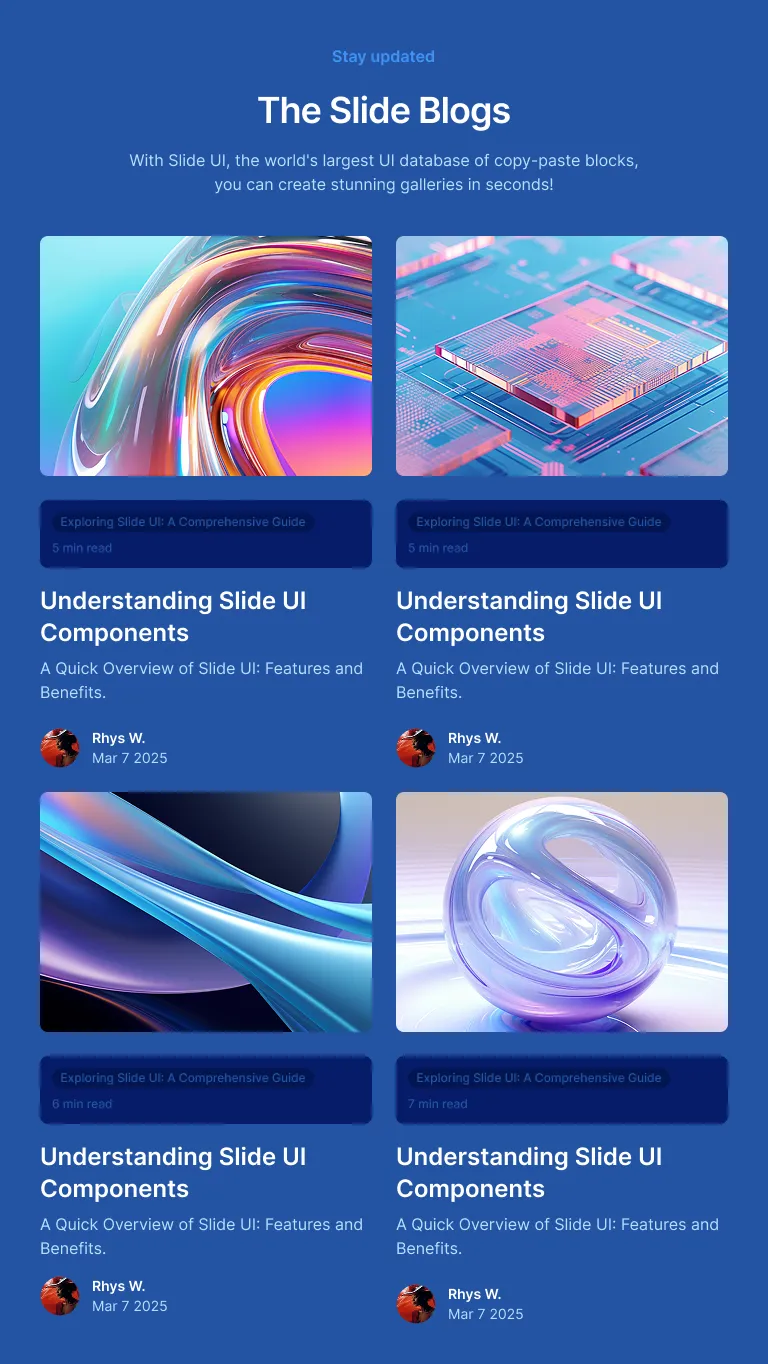 Stay updated
The Slide Blogs
With Slide UI, the world's largest UI database of copy-paste blocks,
you can create stunning galleries in seconds!
Exploring Slide UI: A Comprehensive Guide
5 min read
Understanding Slide UI
Components
A Quick Overview of Slide UI: Features and
Benefits.
Rhys W.
Mar 7 2025
Exploring Slide UI: A Comprehensive Guide
5 min read
Understanding Slide UI
Components
A Quick Overview of Slide UI: Features and
Benefits.
Rhys W.
Mar 7 2025
Exploring Slide UI: A Comprehensive Guide
6 min read
Understanding Slide UI
Components
A Quick Overview of Slide UI: Features and
Benefits.
Rhys W.
Mar 7 2025
Exploring Slide UI: A Comprehensive Guide
7 min read
Understanding Slide UI
Components
A Quick Overview of Slide UI: Features and
Benefits.
Rhys W.
Mar 7 2025